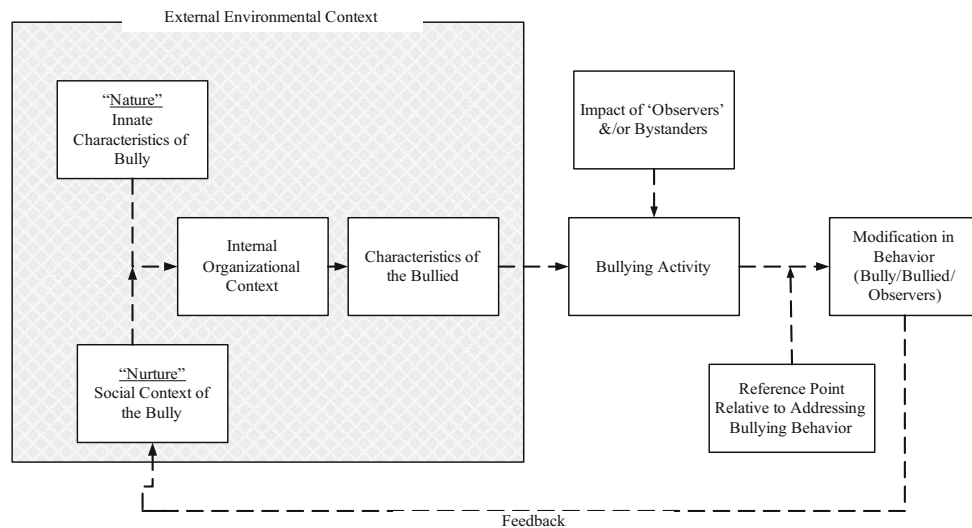 External Environmental Context
“Nature”
Innate
Characteristics of
Bully
Impact of ‘Observers’
&/or Bystanders
Internal
Organizational
Context
Characteristics of
the Bullied
Bullying Activity
Modification in
Behavior
(Bully/Bullied/
Observers)
“Nurture”
Social Context of
the Bully
Reference Point
Relative to Addressing
Bullying Behavior
Feedback